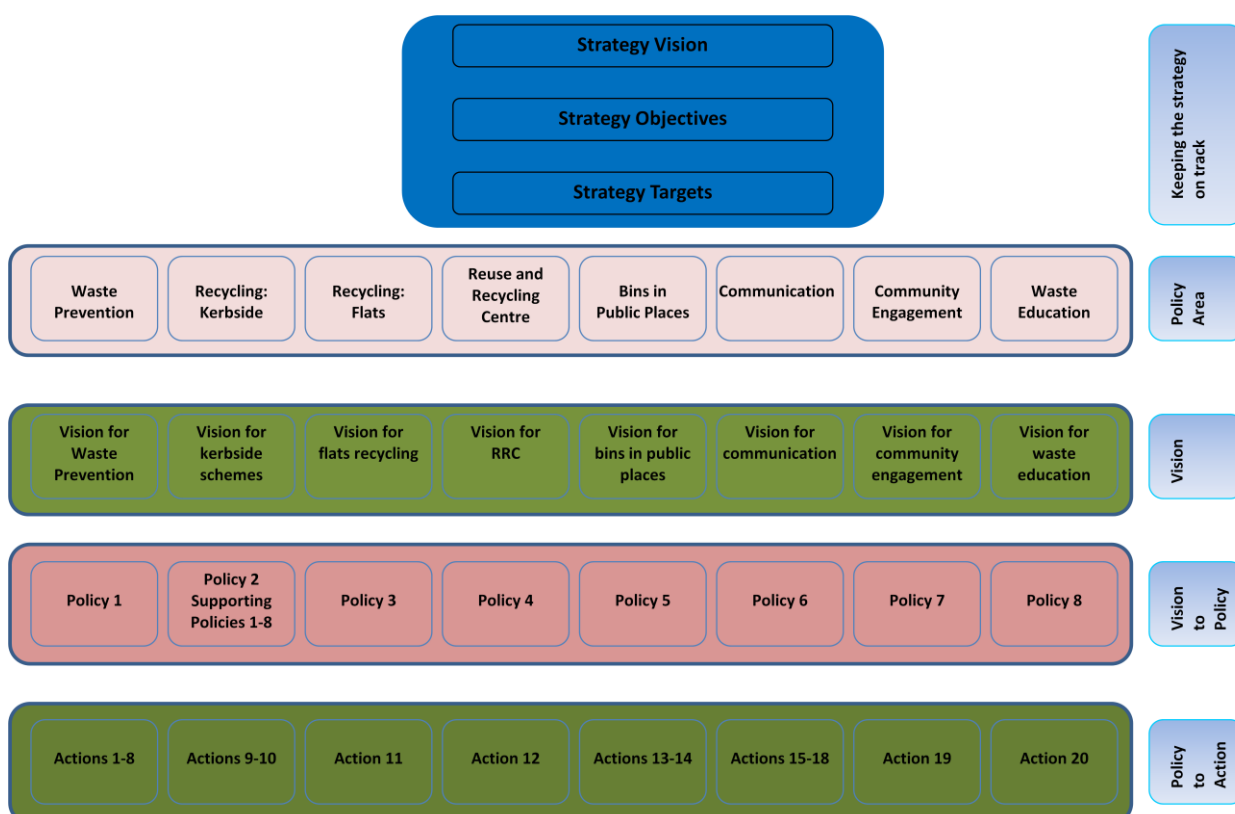 Strategy Vision
Strategy Objectives
Strategy Targets
Keeping the strategy
on track
Waste
Prevention
Recycling:
Kerbside
Recycling:
Flats
Reuse and
Recycling
Centre
Bins in
Public Places
Communication
Community
Engagement
Waste
Education
Policy
Area
Vision for
Waste
Prevention
Vision for
kerbside
schemes
Vision for
flats recycling
Vision for
RRC
Vision for
bins in public
places
Vision for
communication
Vision for
community
engagement
Vision for
waste
education
Vision
Policy 1
Policy 2
Supporting
Policies 1-8
Policy 3
Policy 4
Policy 5
Policy 6
Policy 7
Policy 8
Vision
to
Policy
Actions 1-8
Actions 9-10
Action 11
Action 12
Actions 13-14
Actions 15-18
Action 19
Action 20
Policy
to
Action